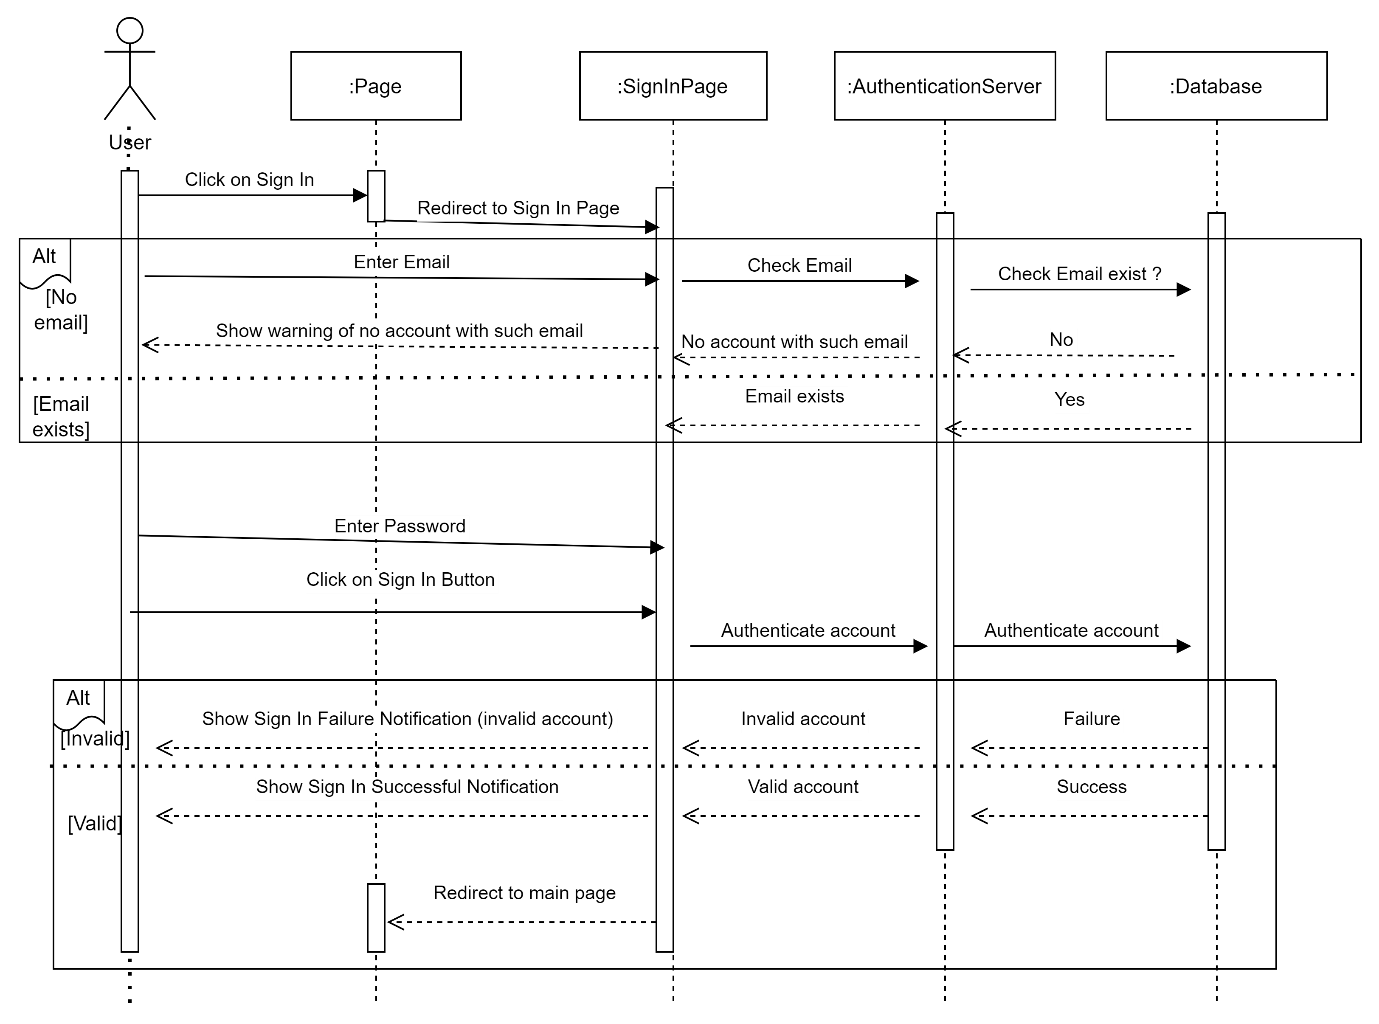 :Page
:SignInPage
:AuthenticationServer
:Database
User
Click on Sign In
Redirect to Sign In Page
Alt
Enter Email
Check Email
Check Email exist ?
[No
email]
Show warning of no account with such email
No account with such email
No
[Email
exists]
Email exists
Yes
Enter Password
Click on Sign In Button
Authenticate account
Authenticate account
Alt
[Invalid]
Show Sign In Failure Notification (invalid account)
Invalid account
Failure
Show Sign In Successful Notification
Valid account
Success
[Valid]
Redirect to main page